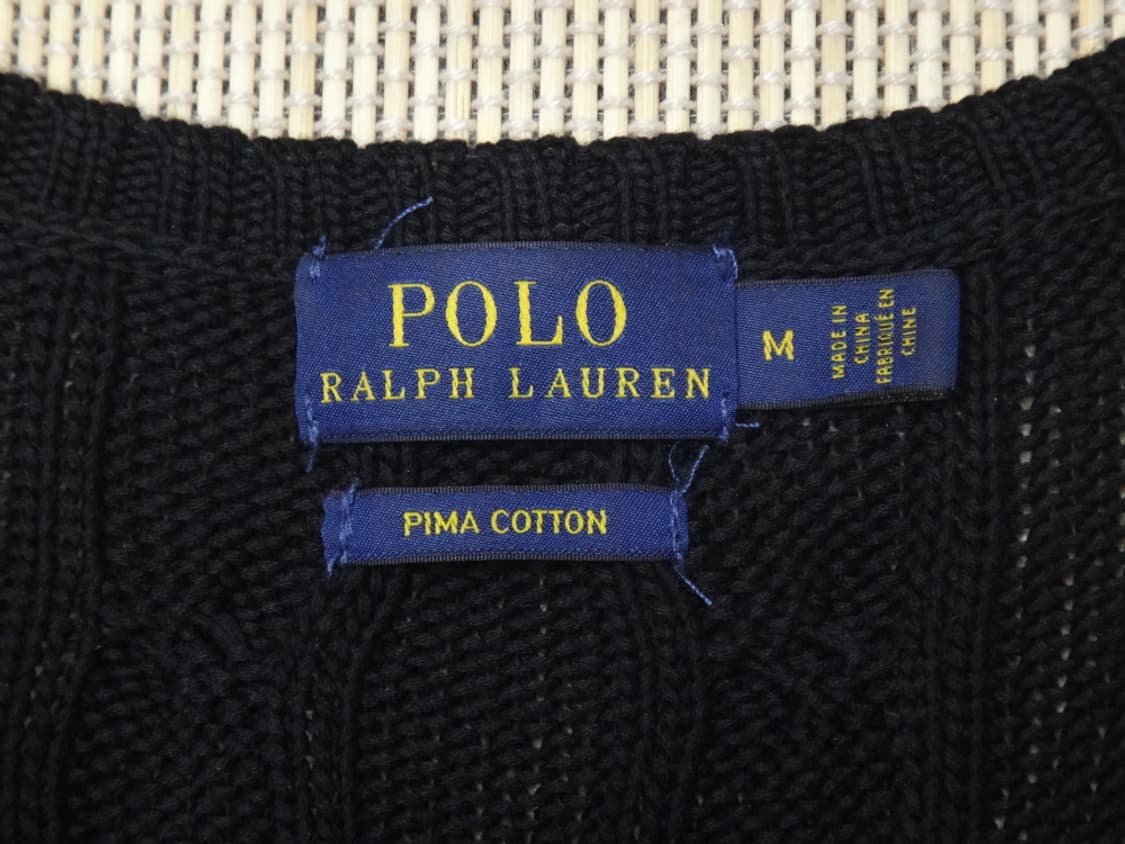 POLO
RALPH LAUREN
M
MADE IN
CHINA
FABRIQUÉ EN
CHINE
PIMA COTTON